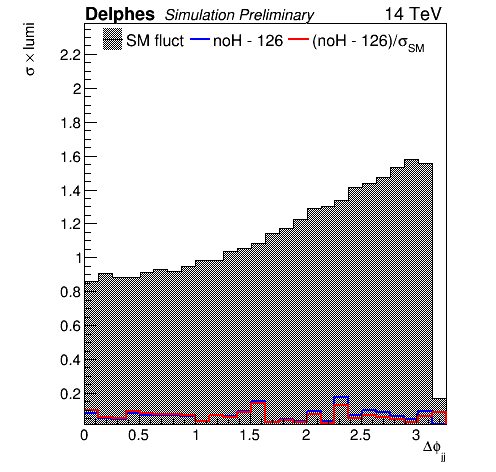 Delphes Simulation Preliminary 14 TeV
σ × lumi
SM fluct noH - 126 (noH - 126)/σSM
2.2
2
1.8
1.6
1.4
1.2
1
0.8
0.6
0.4
0.2
0 0.5 1 1.5 2 2.5 3
Δϕjj